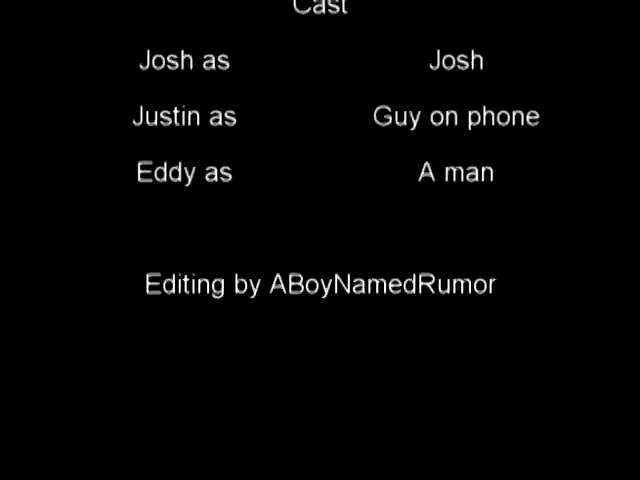 Cast
Josh as Josh
Justin as Guy on phone
Eddy as A man
Editing by ABoyNamedRumor